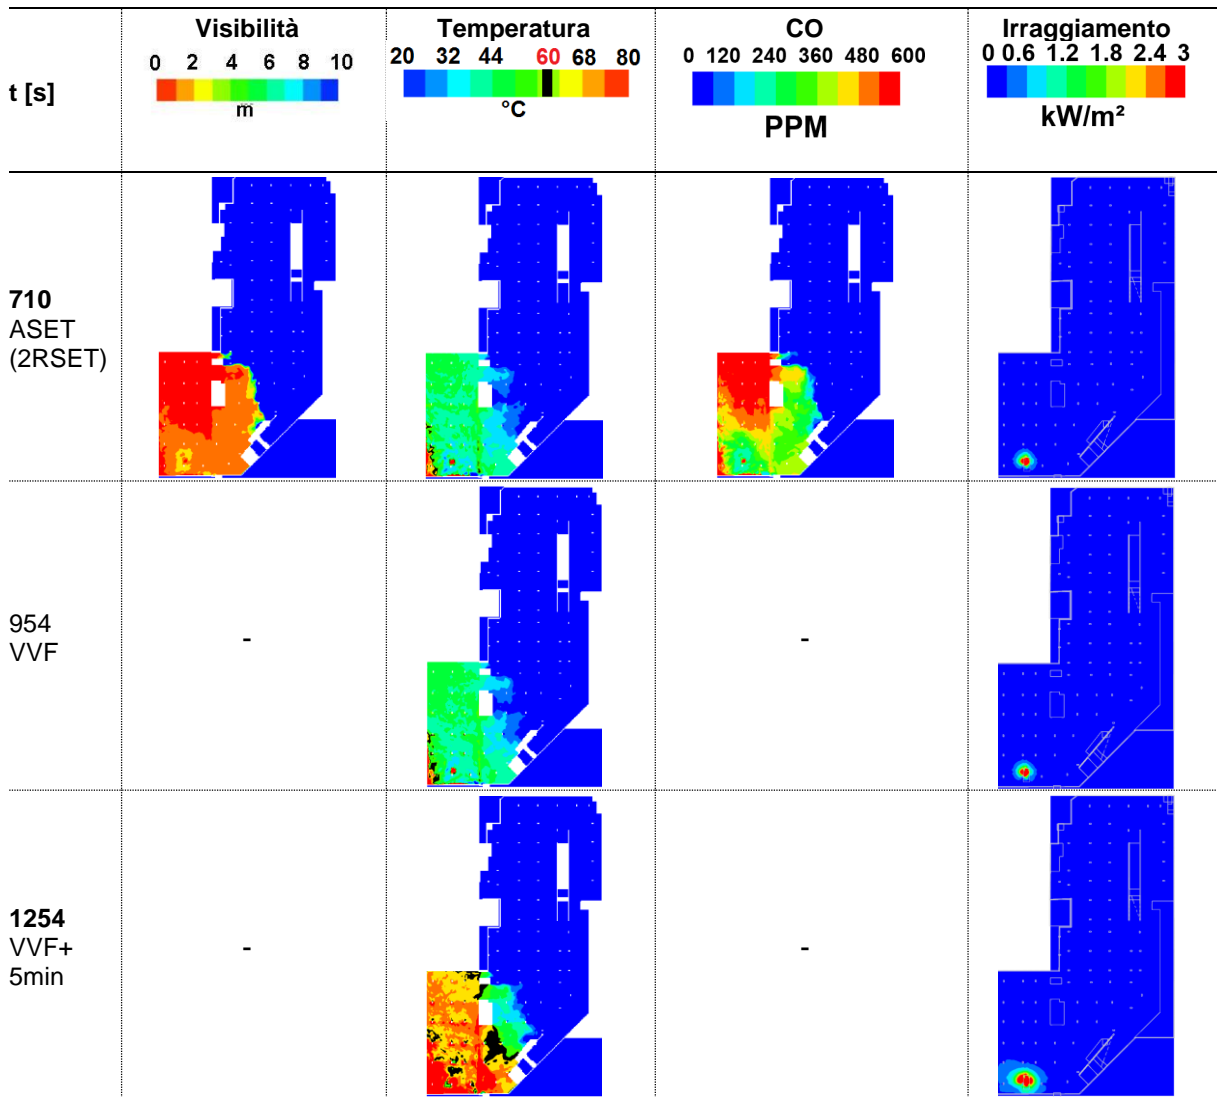 t [s]
Visibilità
0 2 4 6 8 10
m
Temperatura
20 32 44 60 68 80
°C
CO
0 120 240 360 480 600
PPM
Irraggiamento
0 0.6 1.2 1.8 2.4 3
kW/m²
710
ASET
(2RSET)
954
VVF
-
-
1254
VVF+
5min
-
-